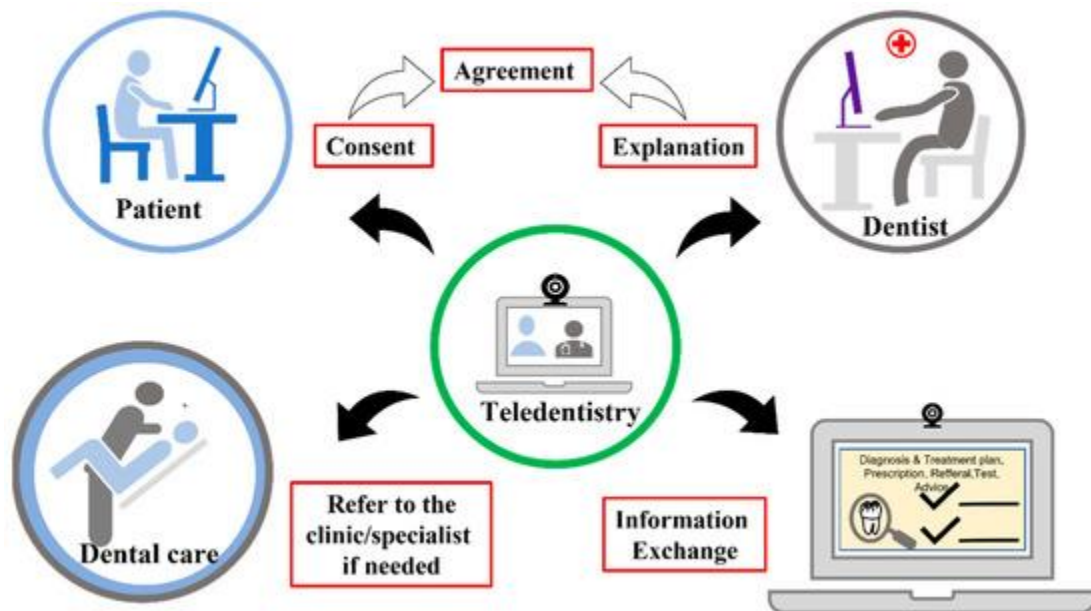 Agreement
Consent
Explanation
Patient
Dentist
Teledentistry
Dental care
Refer to the
clinic/specialist
if needed
Information
Exchange
Diagnosis & Treatment plan,
Prescription, Refferal,Test,
Advice